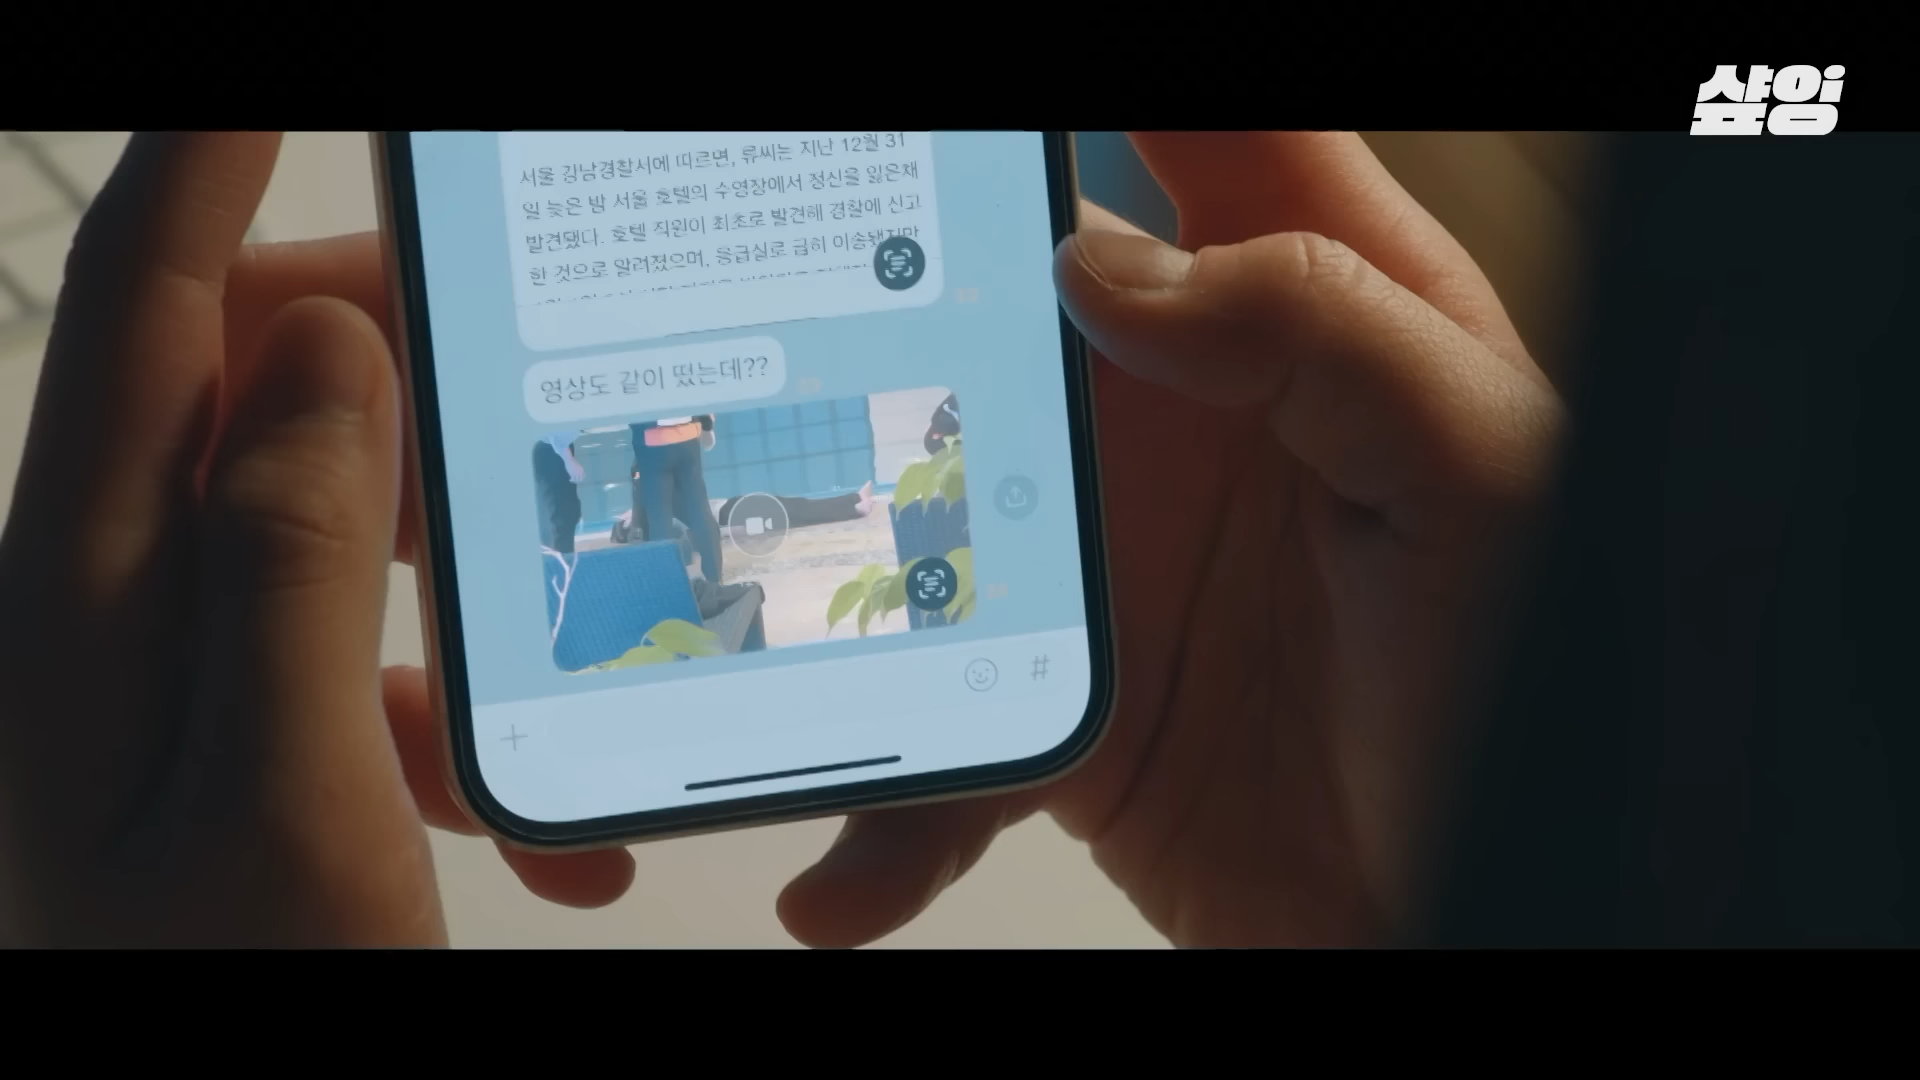 샾잉
서울 강남경찰서에 따르면, 류씨는 지난 12월 31
일 늦은 밤 서울 호텔의 수영장에서 정신을 잃은채
발견됐다. 호텔 직원이 최초로 발견해 경찰에 신고
한 것으로 알려졌으며, 응급실로 급히 이송됐지만
영상도 같이 떴는데??
#